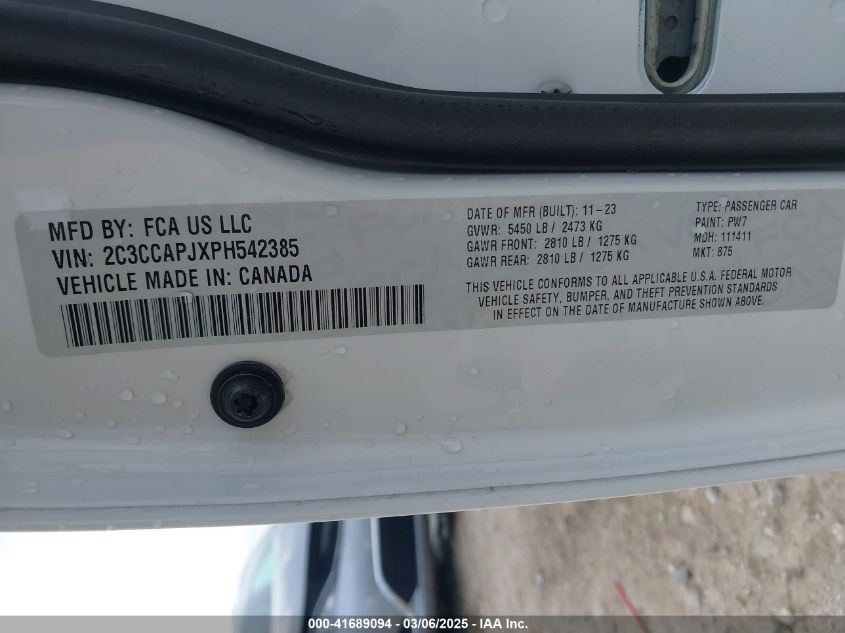 MFD BY: FCA US LLC
VIN: 2C3CCAPJXPH542385
VEHICLE MADE IN: CANADA
DATE OF MFR (BUILT): 11-23
GVWR: 5450 LB / 2473 KG
GAWR FRONT: 2810 LB / 1275 KG
GAWR REAR: 2810 LB / 1275 KG
TYPE: PASSENGER CAR
PAINT: PW7
MDH: 111411
MKT: 875
THIS VEHICLE CONFORMS TO ALL APPLICABLE U.S.A. FEDERAL MOTOR
VEHICLE SAFETY, BUMPER, AND THEFT PREVENTION STANDARDS
IN EFFECT ON THE DATE OF MANUFACTURE SHOWN ABOVE.
000-41689094 - 03/06/2025 - IAA Inc.